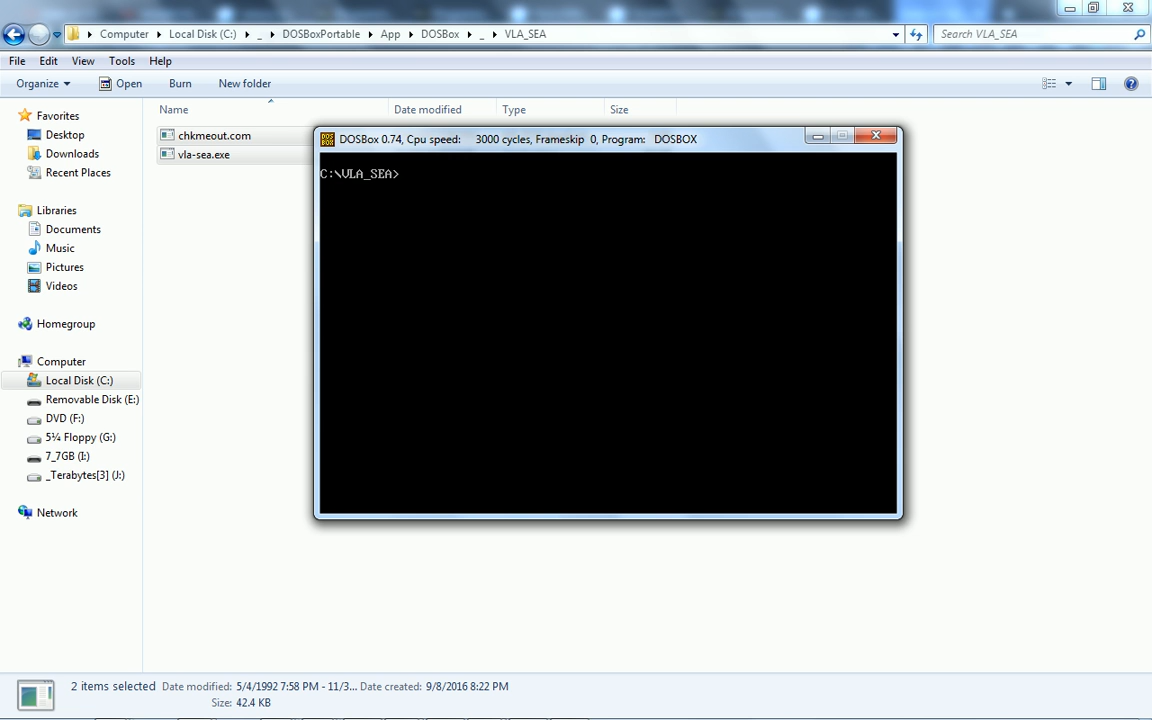 Computer Local Disk (C:) _ DOSBoxPortable App DOSBox _ VLA_SEA Search VLA_SEA
File Edit View Tools Help
Organize Open Burn New folder
Name Date modified Type Size
Favorites
Desktop
Downloads
Recent Places
Libraries
Documents
Music
Pictures
Videos
Homegroup
Computer
Local Disk (C:)
Removable Disk (E:)
DVD (F:)
5¼ Floppy (G:)
7_7GB (I:)
_Terabytes[3] (J:)
Network
chkmeout.com
vla-sea.exe
DOS BOX DOSBox 0.74, Cpu speed: 3000 cycles, Frameskip 0, Program: DOSBOX
C:\VLA_SEA>
2 items selected Date modified: 5/4/1992 7:58 PM - 11/3... Date created: 9/8/2016 8:22 PM
Size: 42.4 KB